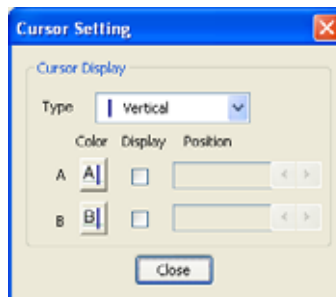 Cursor Setting
Cursor Display
Type Vertical
Color Display Position
A A
B B
Close